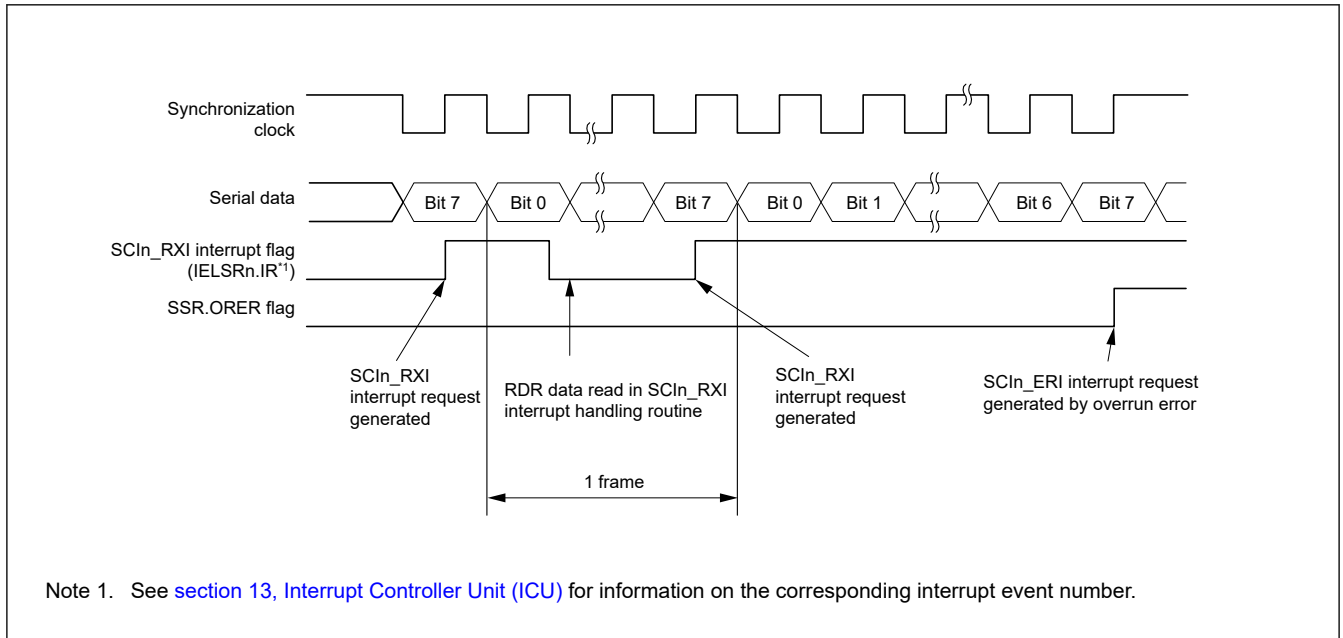 Synchronization
clock
Serial data
Bit 7
Bit 0
Bit 7
Bit 0
Bit 1
Bit 6
Bit 7
SCIn_RXI interrupt flag
(IELSRn.IR*1)
SSR.ORER flag
SCIn_RXI
interrupt request
generated
RDR data read in SCIn_RXI
interrupt handling routine
SCIn_RXI
interrupt request
generated
SCIn_ERI interrupt request
generated by overrun error
1 frame
Note 1. See section 13, Interrupt Controller Unit (ICU) for information on the corresponding interrupt event number.